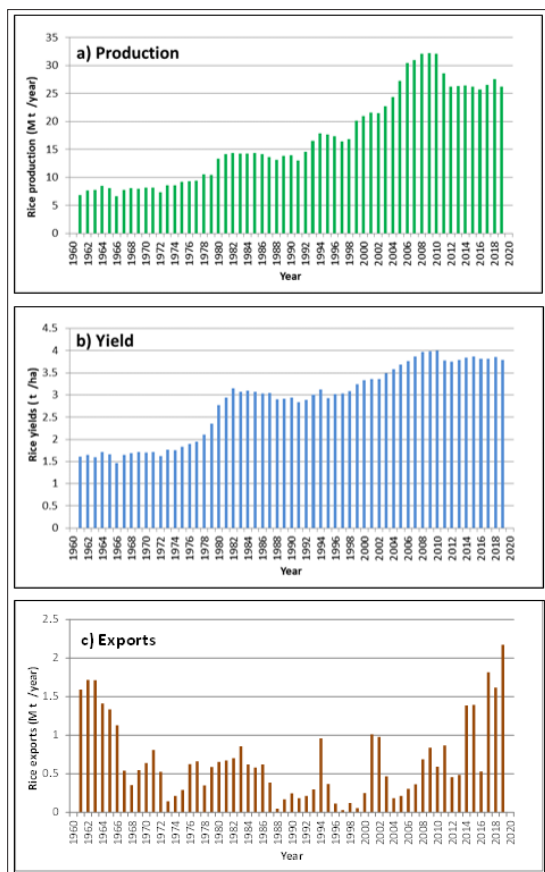 a) Production
Rice production (M t /year)
35
30
25
20
15
10
5
0
1960 1962 1964 1966 1968 1970 1972 1974 1976 1978 1980 1982 1984 1986 1988 1990 1992 1994 1996 1998 2000 2002 2004 2006 2008 2010 2012 2014 2016 2018 2020
Year
b) Yield
Rice yields ( t /ha)
4.5
4
3.5
3
2.5
2
1.5
1
0.5
0
1960 1962 1964 1966 1968 1970 1972 1974 1976 1978 1980 1982 1984 1986 1988 1990 1992 1994 1996 1998 2000 2002 2004 2006 2008 2010 2012 2014 2016 2018 2020
Year
c) Exports
Rice exports (M t /year)
2.5
2
1.5
1
0.5
0
1960 1962 1964 1966 1968 1970 1972 1974 1976 1978 1980 1982 1984 1986 1988 1990 1992 1994 1996 1998 2000 2002 2004 2006 2008 2010 2012 2014 2016 2018 2020
Year